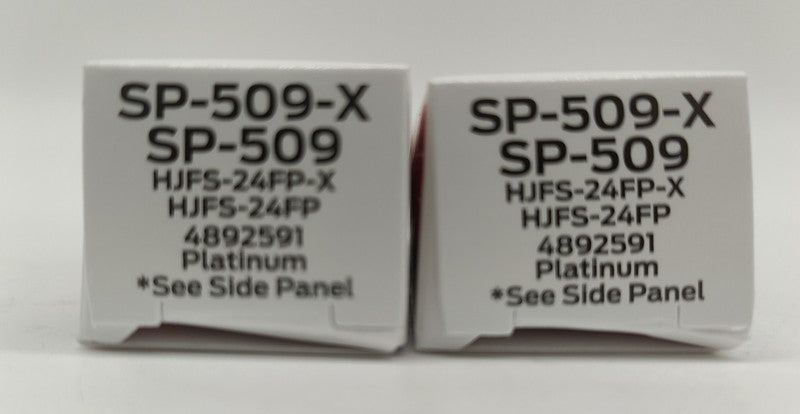 SP-509-X
SP-509
HJFS-24FP-X
HJFS-24FP
4892591
Platinum
*See Side Panel
SP-509-X
SP-509
HJFS-24FP-X
HJFS-24FP
4892591
Platinum
*See Side Panel